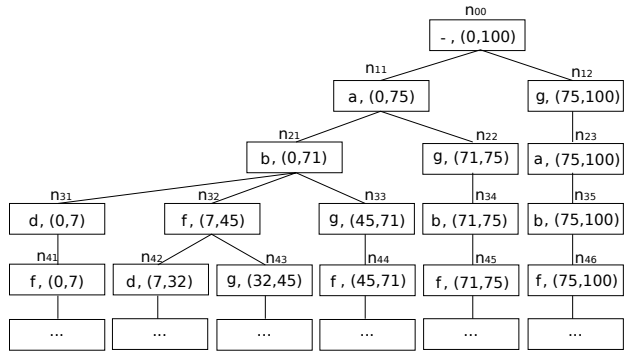 n00
- , (0,100)
n11
n12
a , (0,75)
g, (75,100)
n21
n22
n23
b , (0,71)
g, (71,75)
a, (75,100)
n31
n32
n33
n34
n35
d , (0,7)
f , (7,45)
g , (45,71)
b, (71,75)
b, (75,100)
n41
n42
n43
n44
n45
n46
f , (0,7)
d , (7,32)
g, (32,45)
f , (45,71)
f, (71,75)
f, (75,100)
...
...
...
...
...
...